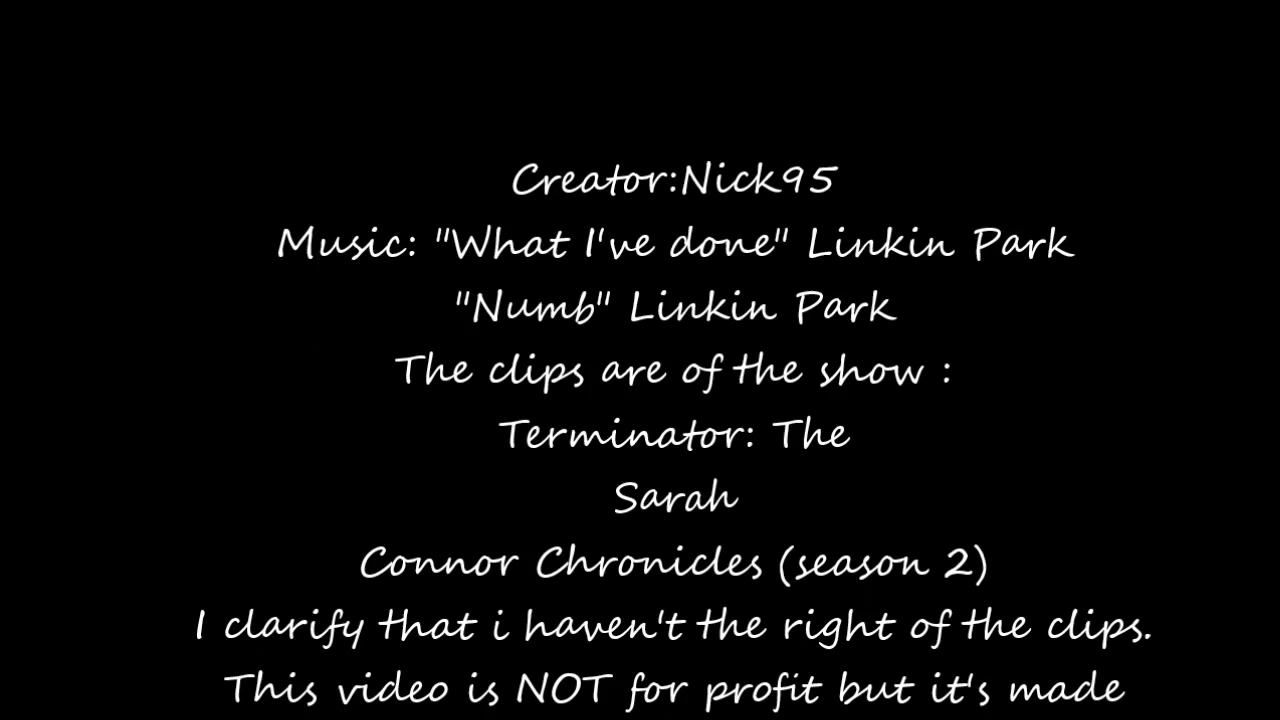 Creator:Nick95
Music: "What I've done" Linkin Park
"Numb" Linkin Park
The clips are of the show :
Terminator: The
Sarah
Connor Chronicles (season 2)
I clarify that i haven't the right of the clips.
This video is NOT for profit but it's made